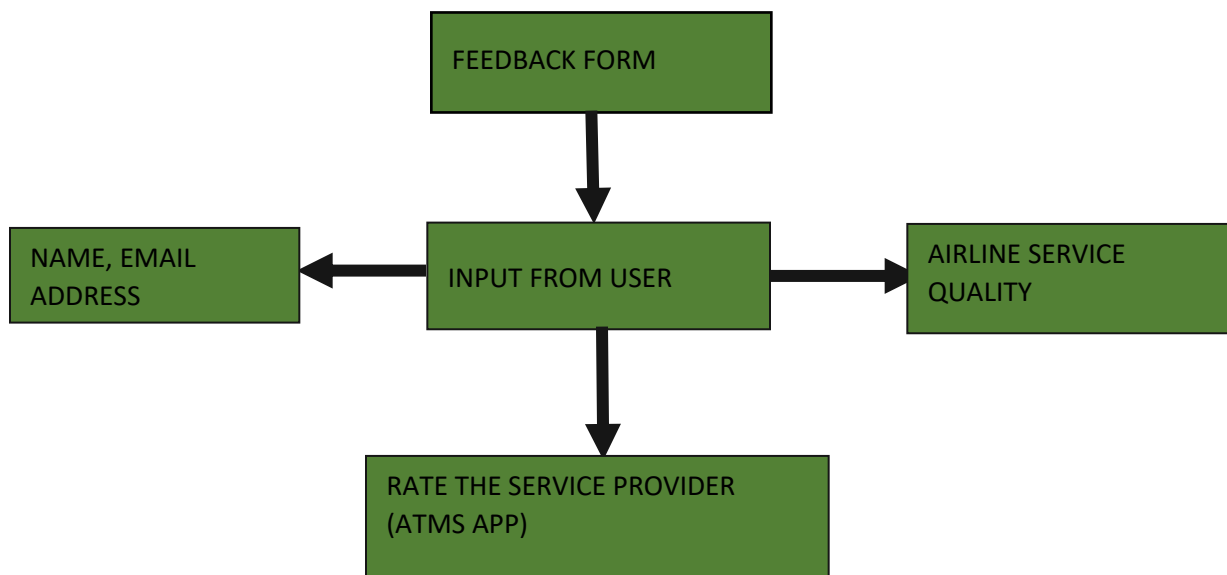 FEEDBACK FORM
NAME, EMAIL
ADDRESS
INPUT FROM USER
AIRLINE SERVICE
QUALITY
RATE THE SERVICE PROVIDER
(ATMS APP)